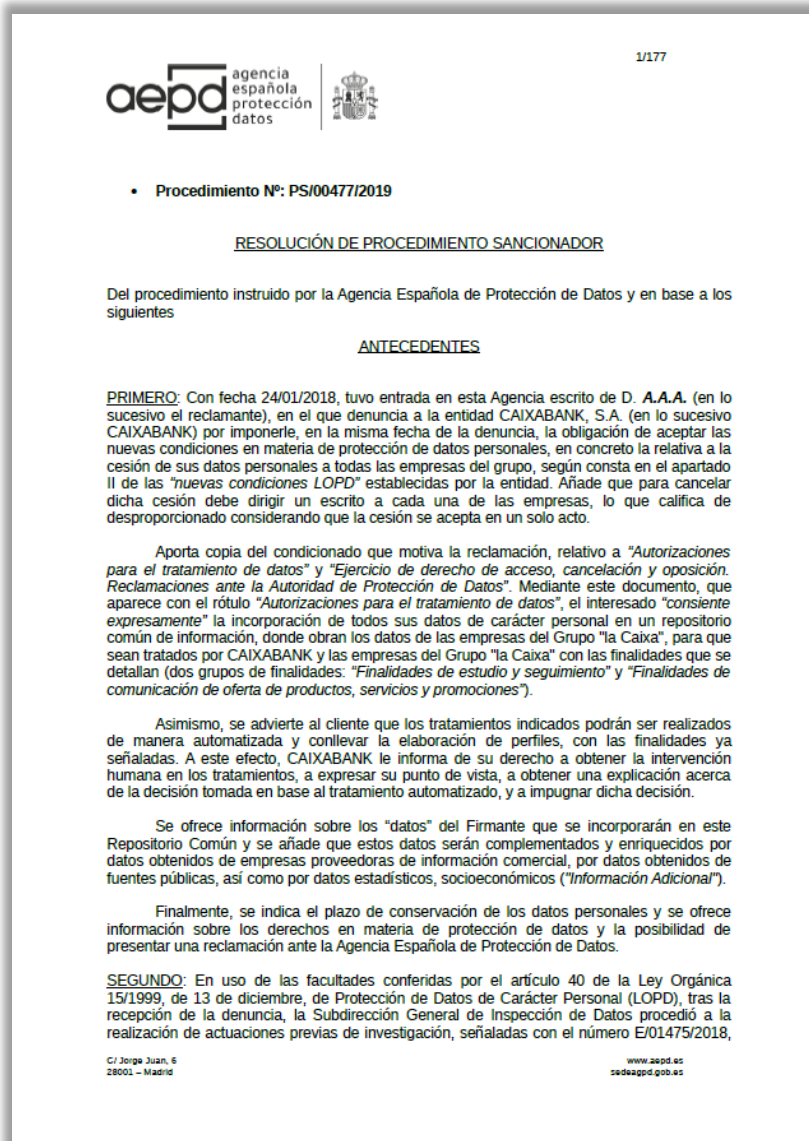 1/177
aepd
agencia
española
protección
datos
• Procedimiento Nº: PS/00477/2019
RESOLUCIÓN DE PROCEDIMIENTO SANCIONADOR
Del procedimiento instruido por la Agencia Española de Protección de Datos y en base a los
siguientes
ANTECEDENTES
PRIMERO: Con fecha 24/01/2018, tuvo entrada en esta Agencia escrito de D. A.A.A. (en lo
sucesivo el reclamante), en el que denuncia a la entidad CAIXABANK, S.A. (en lo sucesivo
CAIXABANK) por imponerle, en la misma fecha de la denuncia, la obligación de aceptar las
nuevas condiciones en materia de protección de datos personales, en concreto la relativa a la
cesión de sus datos personales a todas las empresas del grupo, según consta en el apartado
II de las “nuevas condiciones LOPD” establecidas por la entidad. Añade que para cancelar
dicha cesión debe dirigir un escrito a cada una de las empresas, lo que califica de
desproporcionado considerando que la cesión se acepta en un solo acto.
Aporta copia del condicionado que motiva la reclamación, relativo a “Autorizaciones
para el tratamiento de datos” y “Ejercicio de derecho de acceso, cancelación y oposición.
Reclamaciones ante la Autoridad de Protección de Datos”. Mediante este documento, que
aparece con el rótulo “Autorizaciones para el tratamiento de datos”, el interesado “consiente
expresamente” la incorporación de todos sus datos de carácter personal en un repositorio
común de información, donde obran los datos de las empresas del Grupo "la Caixa", para que
sean tratados por CAIXABANK y las empresas del Grupo "la Caixa" con las finalidades que se
detallan (dos grupos de finalidades: “Finalidades de estudio y seguimiento” y “Finalidades de
comunicación de oferta de productos, servicios y promociones”).
Asimismo, se advierte al cliente que los tratamientos indicados podrán ser realizados
de manera automatizada y conllevar la elaboración de perfiles, con las finalidades ya
señaladas. A este efecto, CAIXABANK le informa de su derecho a obtener la intervención
humana en los tratamientos, a expresar su punto de vista, a obtener una explicación acerca
de la decisión tomada en base al tratamiento automatizado, y a impugnar dicha decisión.
Se ofrece información sobre los “datos” del Firmante que se incorporarán en este
Repositorio Común y se añade que estos datos serán complementados y enriquecidos por
datos obtenidos de empresas proveedoras de información comercial, por datos obtenidos de
fuentes públicas, así como por datos estadísticos, socioeconómicos ("Información Adicional").
Finalmente, se indica el plazo de conservación de los datos personales y se ofrece
información sobre los derechos en materia de protección de datos y la posibilidad de
presentar una reclamación ante la Agencia Española de Protección de Datos.
SEGUNDO: En uso de las facultades conferidas por el artículo 40 de la Ley Orgánica
15/1999, de 13 de diciembre, de Protección de Datos de Carácter Personal (LOPD), tras la
recepción de la denuncia, la Subdirección General de Inspección de Datos procedió a la
realización de actuaciones previas de investigación, señaladas con el número E/01475/2018,
C/ Jorge Juan, 6
28001 – Madrid
www.aepd.es
sedeagpd.gob.es